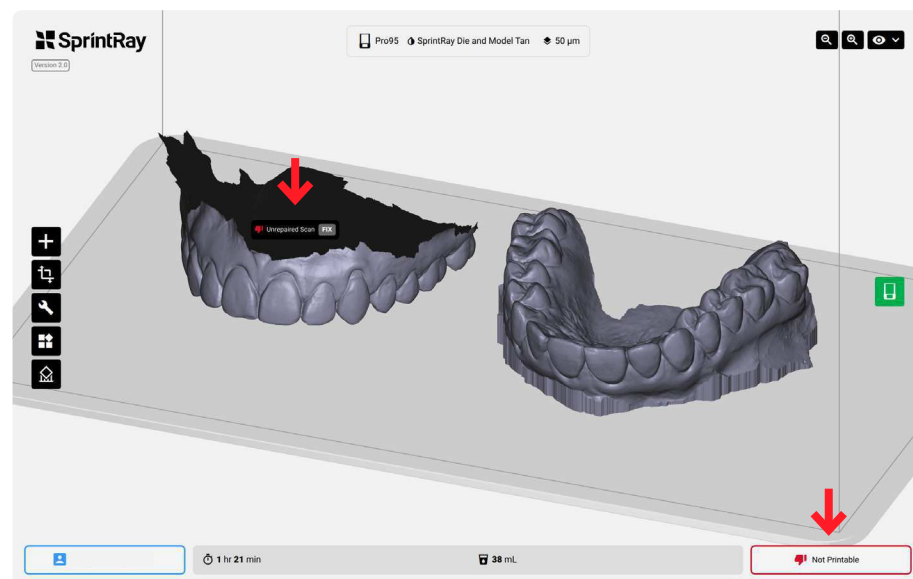 SprintRay
Version 2.0
Pro95 SprintRay Die and Model Tan 50 µm
Unrepaired Scan FIX
1 hr 21 min
38 mL
Not Printable